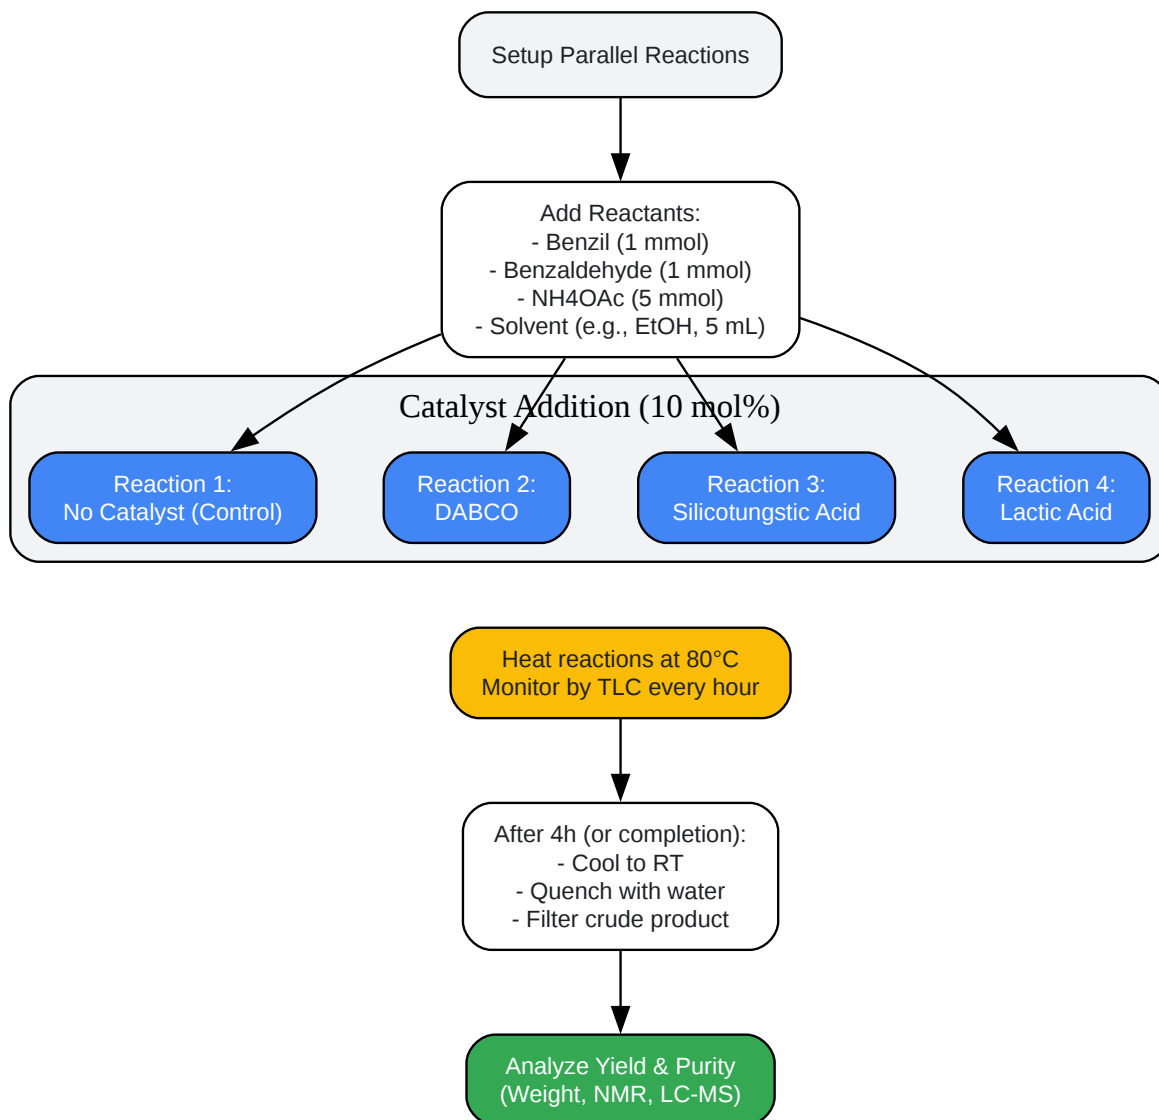 Setup Parallel Reactions
Add Reactants:
- Benzil (1 mmol)
- Benzaldehyde (1 mmol)
- NH4OAc (5 mmol)
- Solvent (e.g., EtOH, 5 mL)
Catalyst Addition (10 mol%)
Reaction 1:
No Catalyst (Control)
Reaction 2:
DABCO
Reaction 3:
Silicotungstic Acid
Reaction 4:
Lactic Acid
Heat reactions at 80°C
Monitor by TLC every hour
After 4h (or completion):
- Cool to RT
- Quench with water
- Filter crude product
Analyze Yield & Purity
(Weight, NMR, LC-MS)